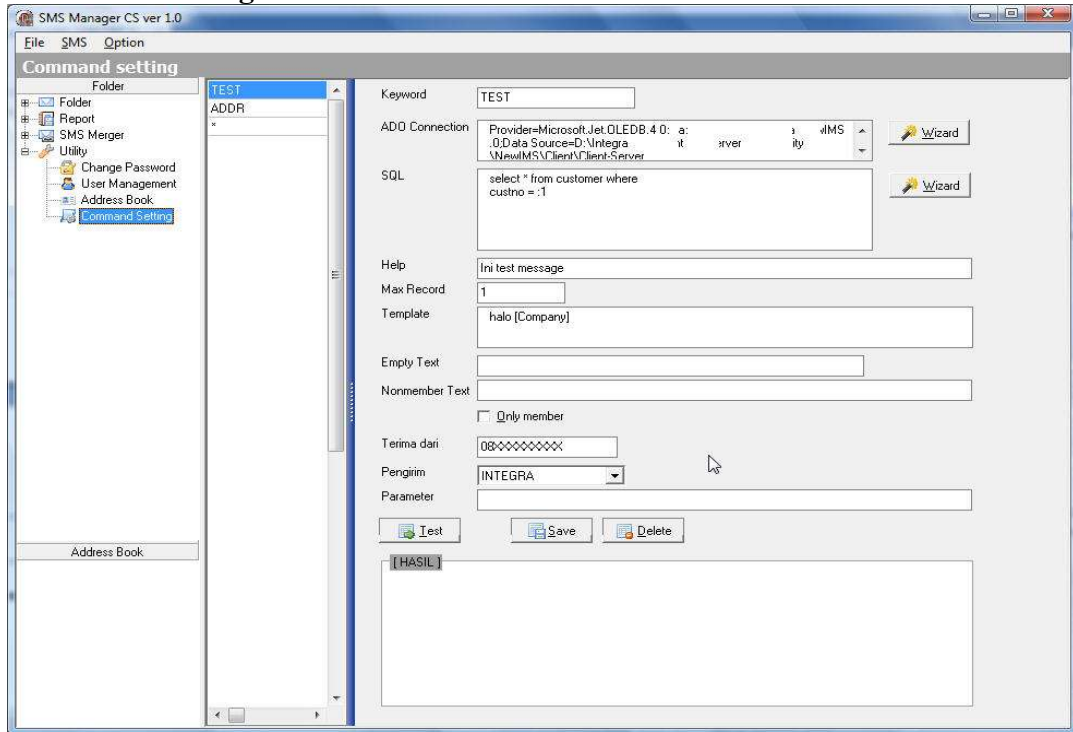 SMS Manager CS ver 1.0
File SMS Option
Command setting
Folder
Folder
Report
SMS Merger
Utility
Change Password
User Management
Address Book
Command Setting
Address Book
TEST
ADDR
*
Keyword TEST
ADO Connection Provider=Microsoft.Jet.OLEDB.4.0: a:
.0;Data Source=D:\Integra
\NewIMS\Client\Client-Server
Wizard
SQL select * from customer where
custno = :1
Wizard
Help Ini test message
Max Record 1
Template halo [Company]
Empty Text
Nonmember Text
Only member
Terima dari 08XXXXXXXXX
Pengirim INTEGRA
Parameter
Test Save Delete
[ HASIL ]